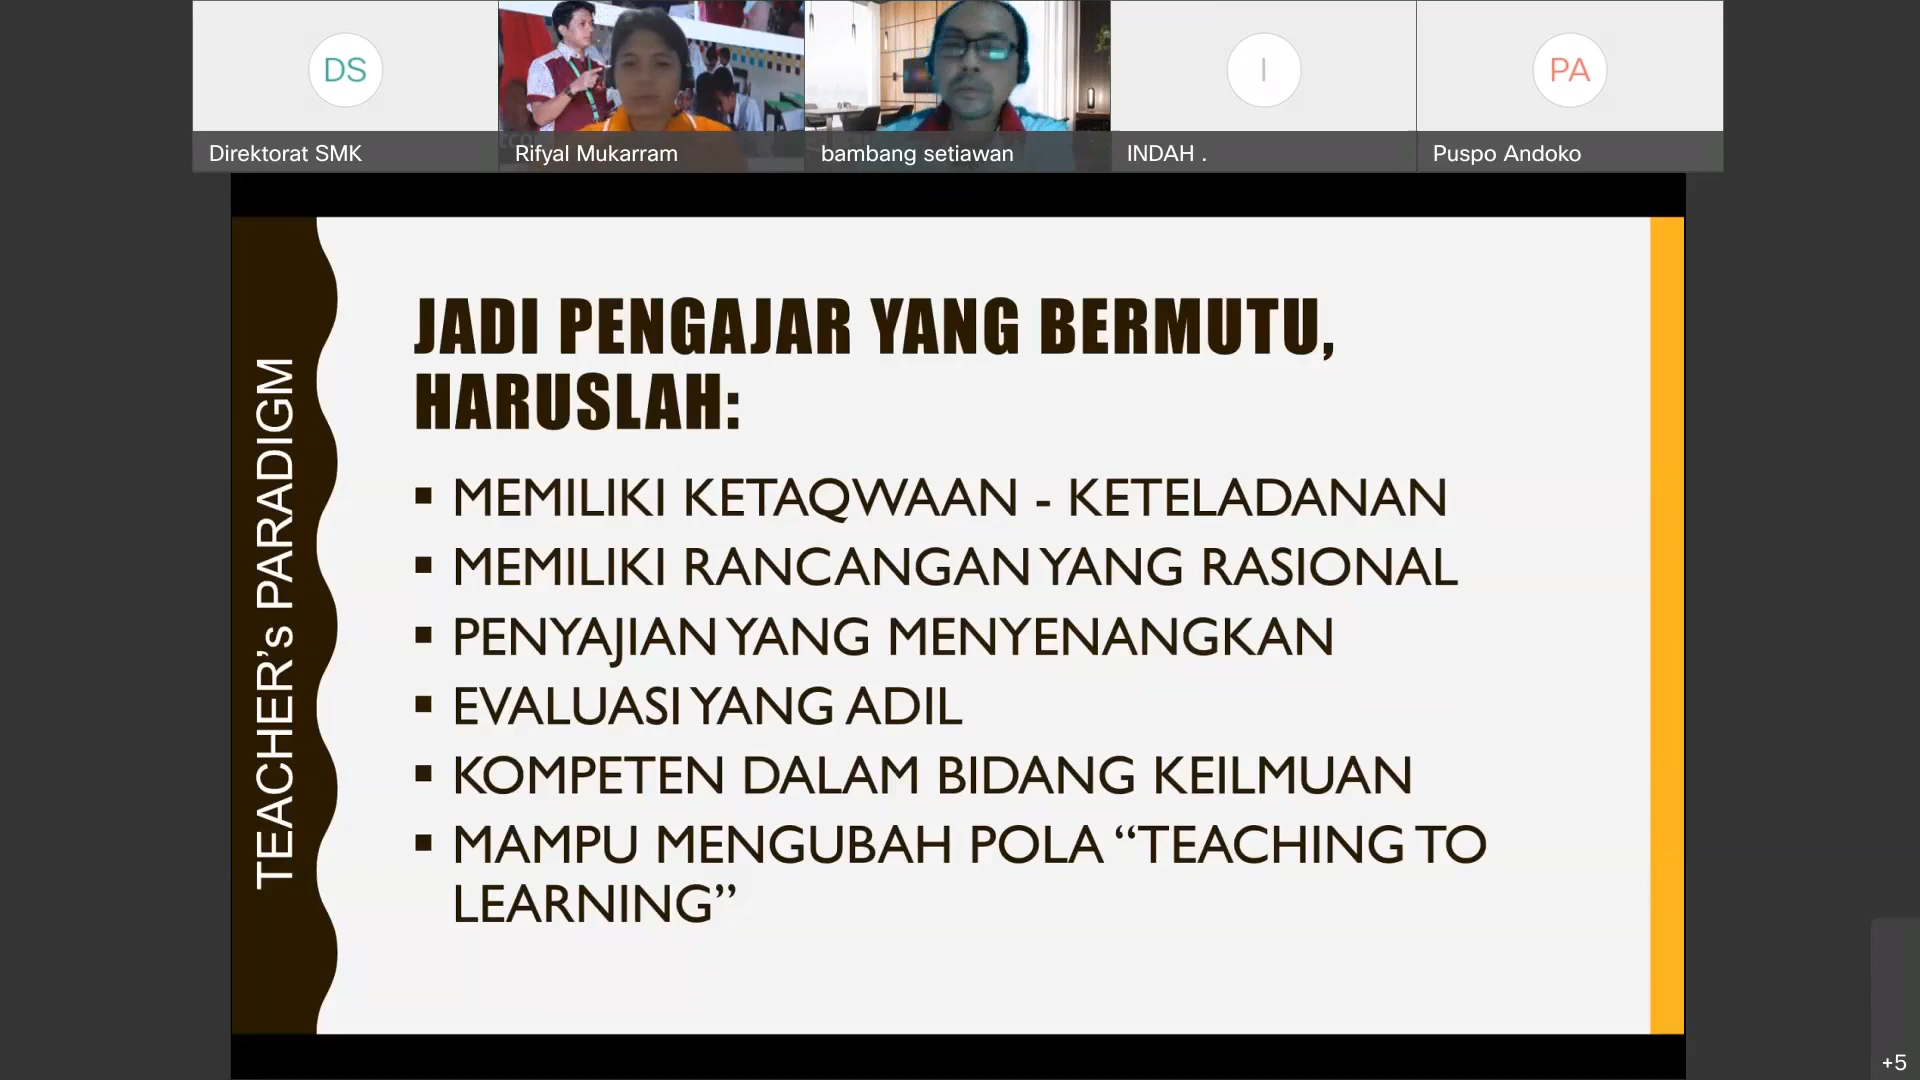 DS
I
PA
Direktorat SMK
Rifyal Mukarram
bambang setiawan
INDAH .
Puspo Andoko
TEACHER’s PARADIGM
JADI PENGAJAR YANG BERMUTU,
HARUSLAH:
▪ MEMILIKI KETAQWAAN - KETELADANAN
▪ MEMILIKI RANCANGAN YANG RASIONAL
▪ PENYAJIAN YANG MENYENANGKAN
▪ EVALUASI YANG ADIL
▪ KOMPETEN DALAM BIDANG KEILMUAN
▪ MAMPU MENGUBAH POLA “TEACHING TO
LEARNING”
+5